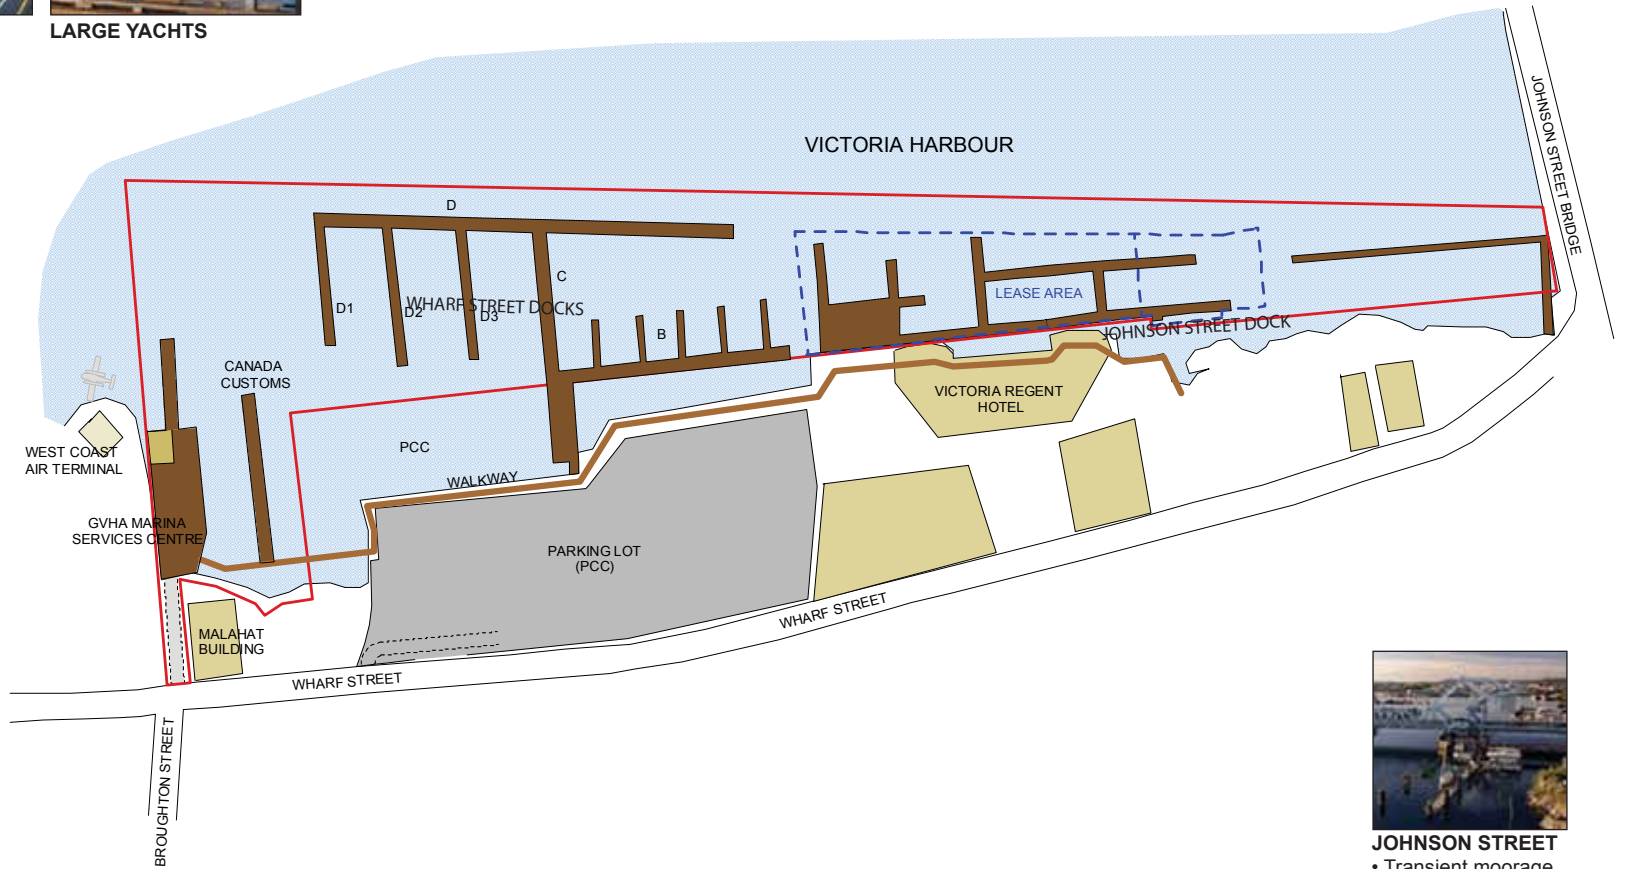 LARGE YACHTS
VICTORIA HARBOUR
JOHNSON STREET BRIDGE
D
C
D1
D2
D3
WHARF STREET DOCKS
B
LEASE AREA
JOHNSON STREET DOCK
CANADA
CUSTOMS
VICTORIA REGENT
HOTEL
WEST COAST
AIR TERMINAL
PCC
WALKWAY
GVHA MARINA
SERVICES CENTRE
PARKING LOT
(PCC)
WHARF STREET
MALAHAT
BUILDING
WHARF STREET
BROUGHTON STREET
JOHNSON STREET
• Transient moorage